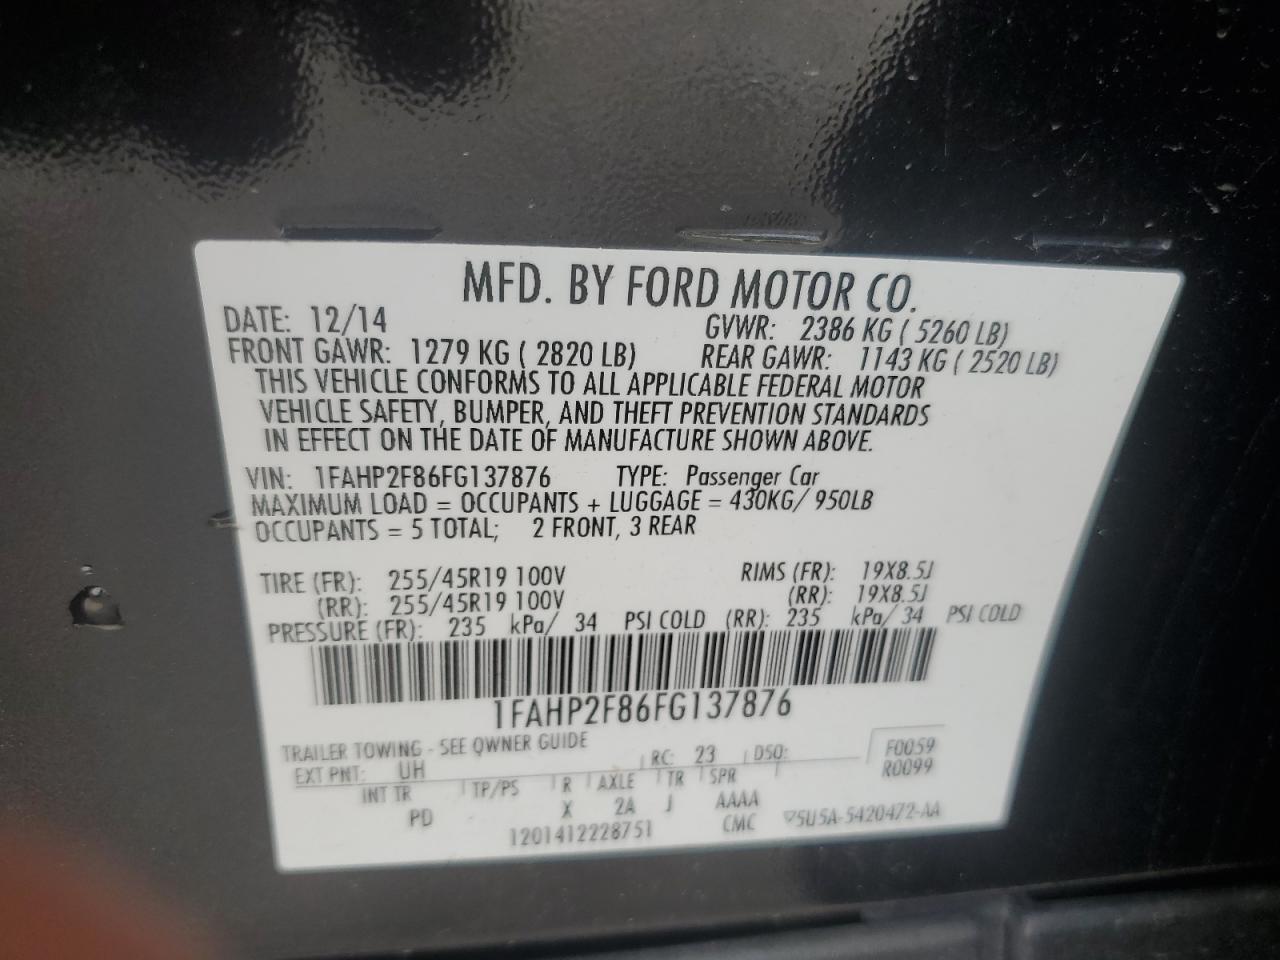 MFD. BY FORD MOTOR CO.
DATE: 12/14 GVWR: 2386 KG ( 5260 LB)
FRONT GAWR: 1279 KG ( 2820 LB) REAR GAWR: 1143 KG ( 2520 LB)
THIS VEHICLE CONFORMS TO ALL APPLICABLE FEDERAL MOTOR
VEHICLE SAFETY, BUMPER, AND THEFT PREVENTION STANDARDS
IN EFFECT ON THE DATE OF MANUFACTURE SHOWN ABOVE.
VIN: 1FAHP2F86FG137876 TYPE: Passenger Car
MAXIMUM LOAD = OCCUPANTS + LUGGAGE = 430KG/ 950LB
OCCUPANTS = 5 TOTAL; 2 FRONT, 3 REAR
TIRE (FR): 255/45R19 100V RIMS (FR): 19X8.5J
(RR): 255/45R19 100V (RR): 19X8.5J
PRESSURE (FR): 235 kPa/ 34 PSI COLD (RR): 235 kPa/ 34 PSI COLD
1FAHP2F86FG137876
TRAILER TOWING - SEE OWNER GUIDE
EXT PNT: UH RC: 23 DSO: F0059
R0099
INT TR TP/PS R AXLE TR SPR
PD X 2A J AAAA
1201412228751 CMC ▽5U5A-5420472-AA